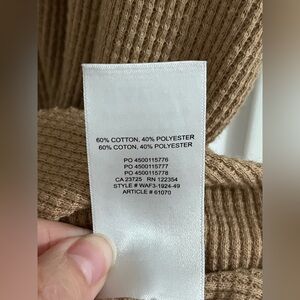 60% COTTON, 40% POLYESTER
60% COTON, 40% POLYESTER
PO 4500115776
PO 4500115777
PO 4500115778
CA 23725 RN 122354
STYLE # WAF3-1924-49
ARTICLE # 61070